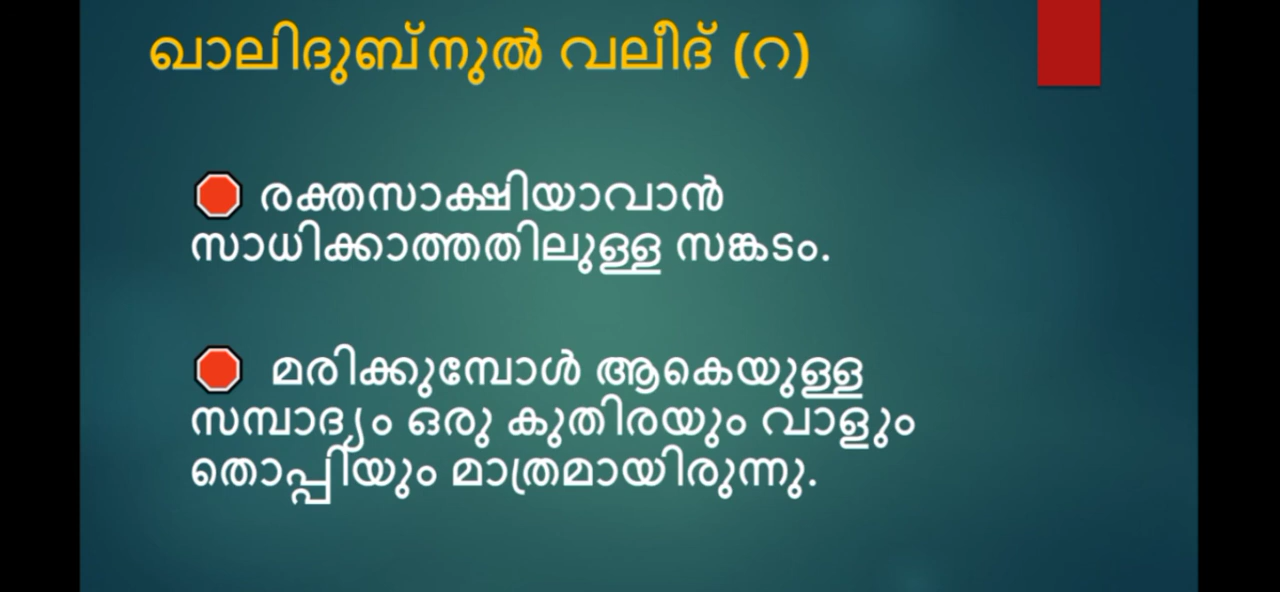 ഖാലിദുബ്‌നുൽ വലീദ് (റ)
രക്തസാക്ഷിയാവാൻ
സാധിക്കാത്തതിലുള്ള സങ്കടം.
മരിക്കുമ്പോൾ ആകെയുള്ള
സമ്പാദ്യം ഒരു കുതിരയും വാളും
തൊപ്പിയും മാത്രമായിരുന്നു.